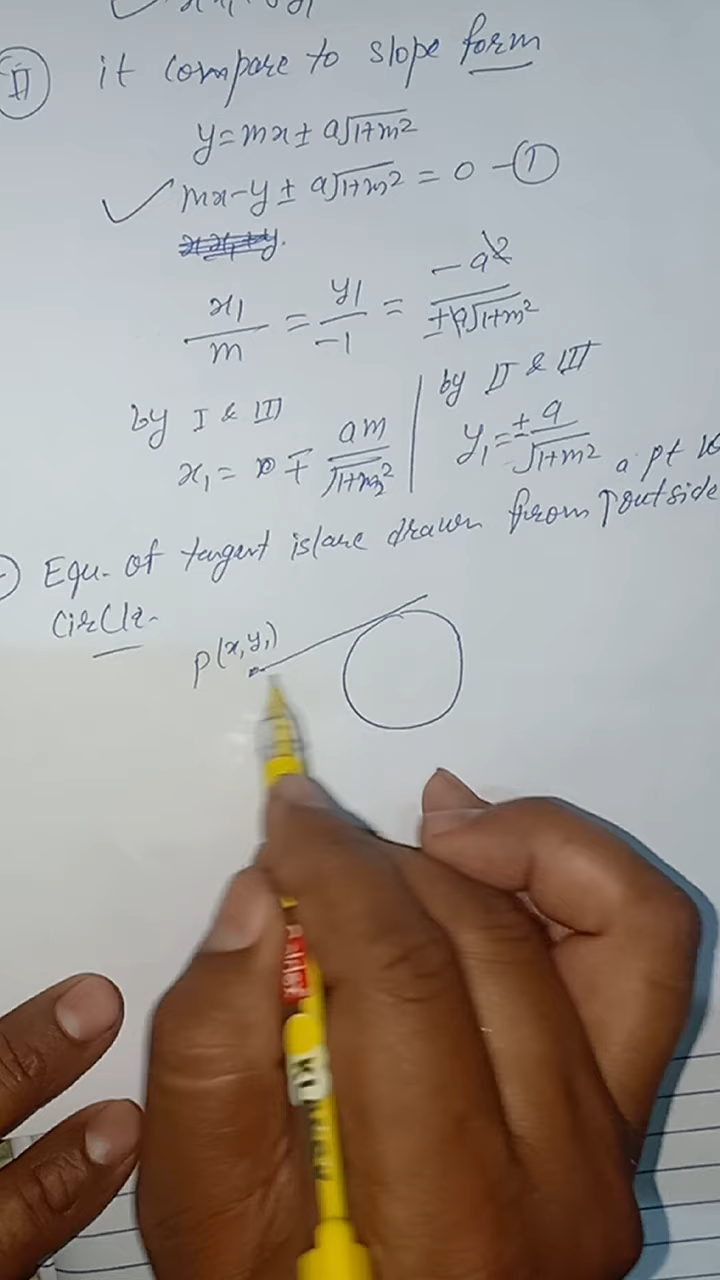 II it compare to slope form
y = mx ± a√1+m²
mx-y ± a√1+m² = 0 - ①
x₁/m = y₁/-1 = -a²/±a√1+m²
by I & III
x₁ = ∓ am/√1+m²
by II & III
y₁ = ± a/√1+m²
Equ. of tangent is/are drawn from a pt outside
circle.
P(x,y₁)